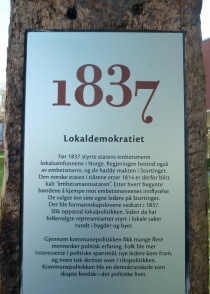 1837
Lokaldemokratiet
Før 1837 styrte statens embetsmenn
lokalsamfunnene i Norge. Regjeringen bestod også
av embetsmenn, og de hadde makten i Stortinget.
Den norske staten i tiårene etter 1814 er derfor blitt
kalt "embetsmannsstaten". Etter hvert begynte
bøndene å kjempe mot embetsmennenes innflytelse.
De valgte inn sine egne ledere på Stortinget.
Der ble formannskapslovene vedtatt i 1837.
Slik oppstod lokalpolitikken. Siden da har
folkevalgte representanter styrt i lokale saker
rundt i bygder og byer.
Gjennom kommunepolitikken fikk mange flere
mennesker politisk erfaring. Folk ble mer
interesserte i politiske spørsmål, nye ledere kom fram,
og noen tok skrittet over i rikspolitikken.
Kommunepolitikken ble en demokratiskole som
skapte bredde i det politiske livet.